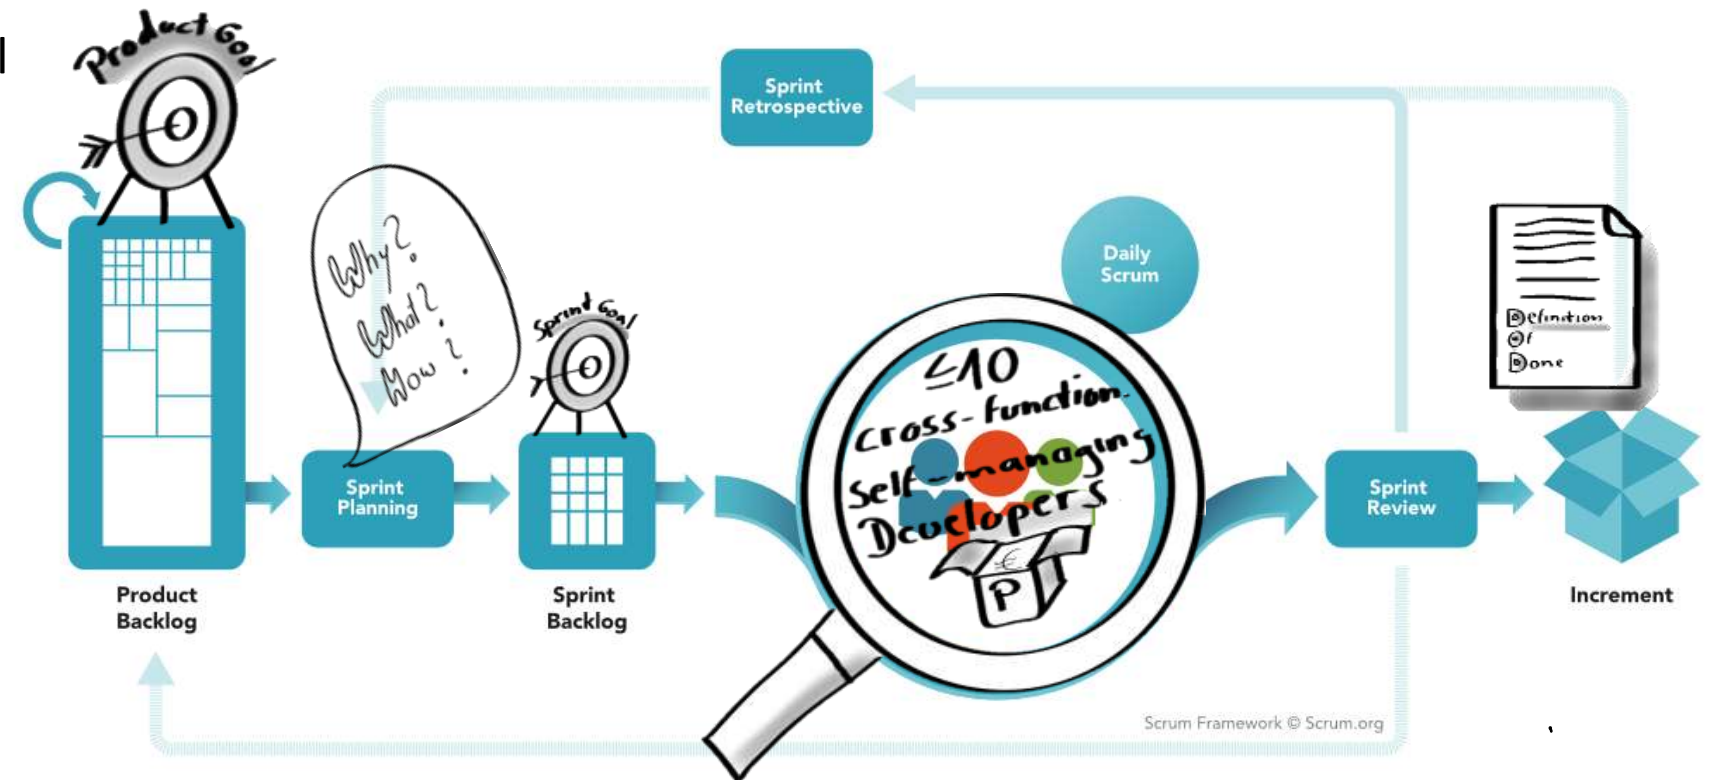 Product Goal
Sprint
Retrospective
Why?
What?
How?
Daily
Scrum
Sprint Goal
≤10
cross-function.
Self-managing
Developers
€
P
Definition
Of
Done
Sprint
Planning
Sprint
Review
Product
Backlog
Sprint
Backlog
Increment
Scrum Framework © Scrum.org